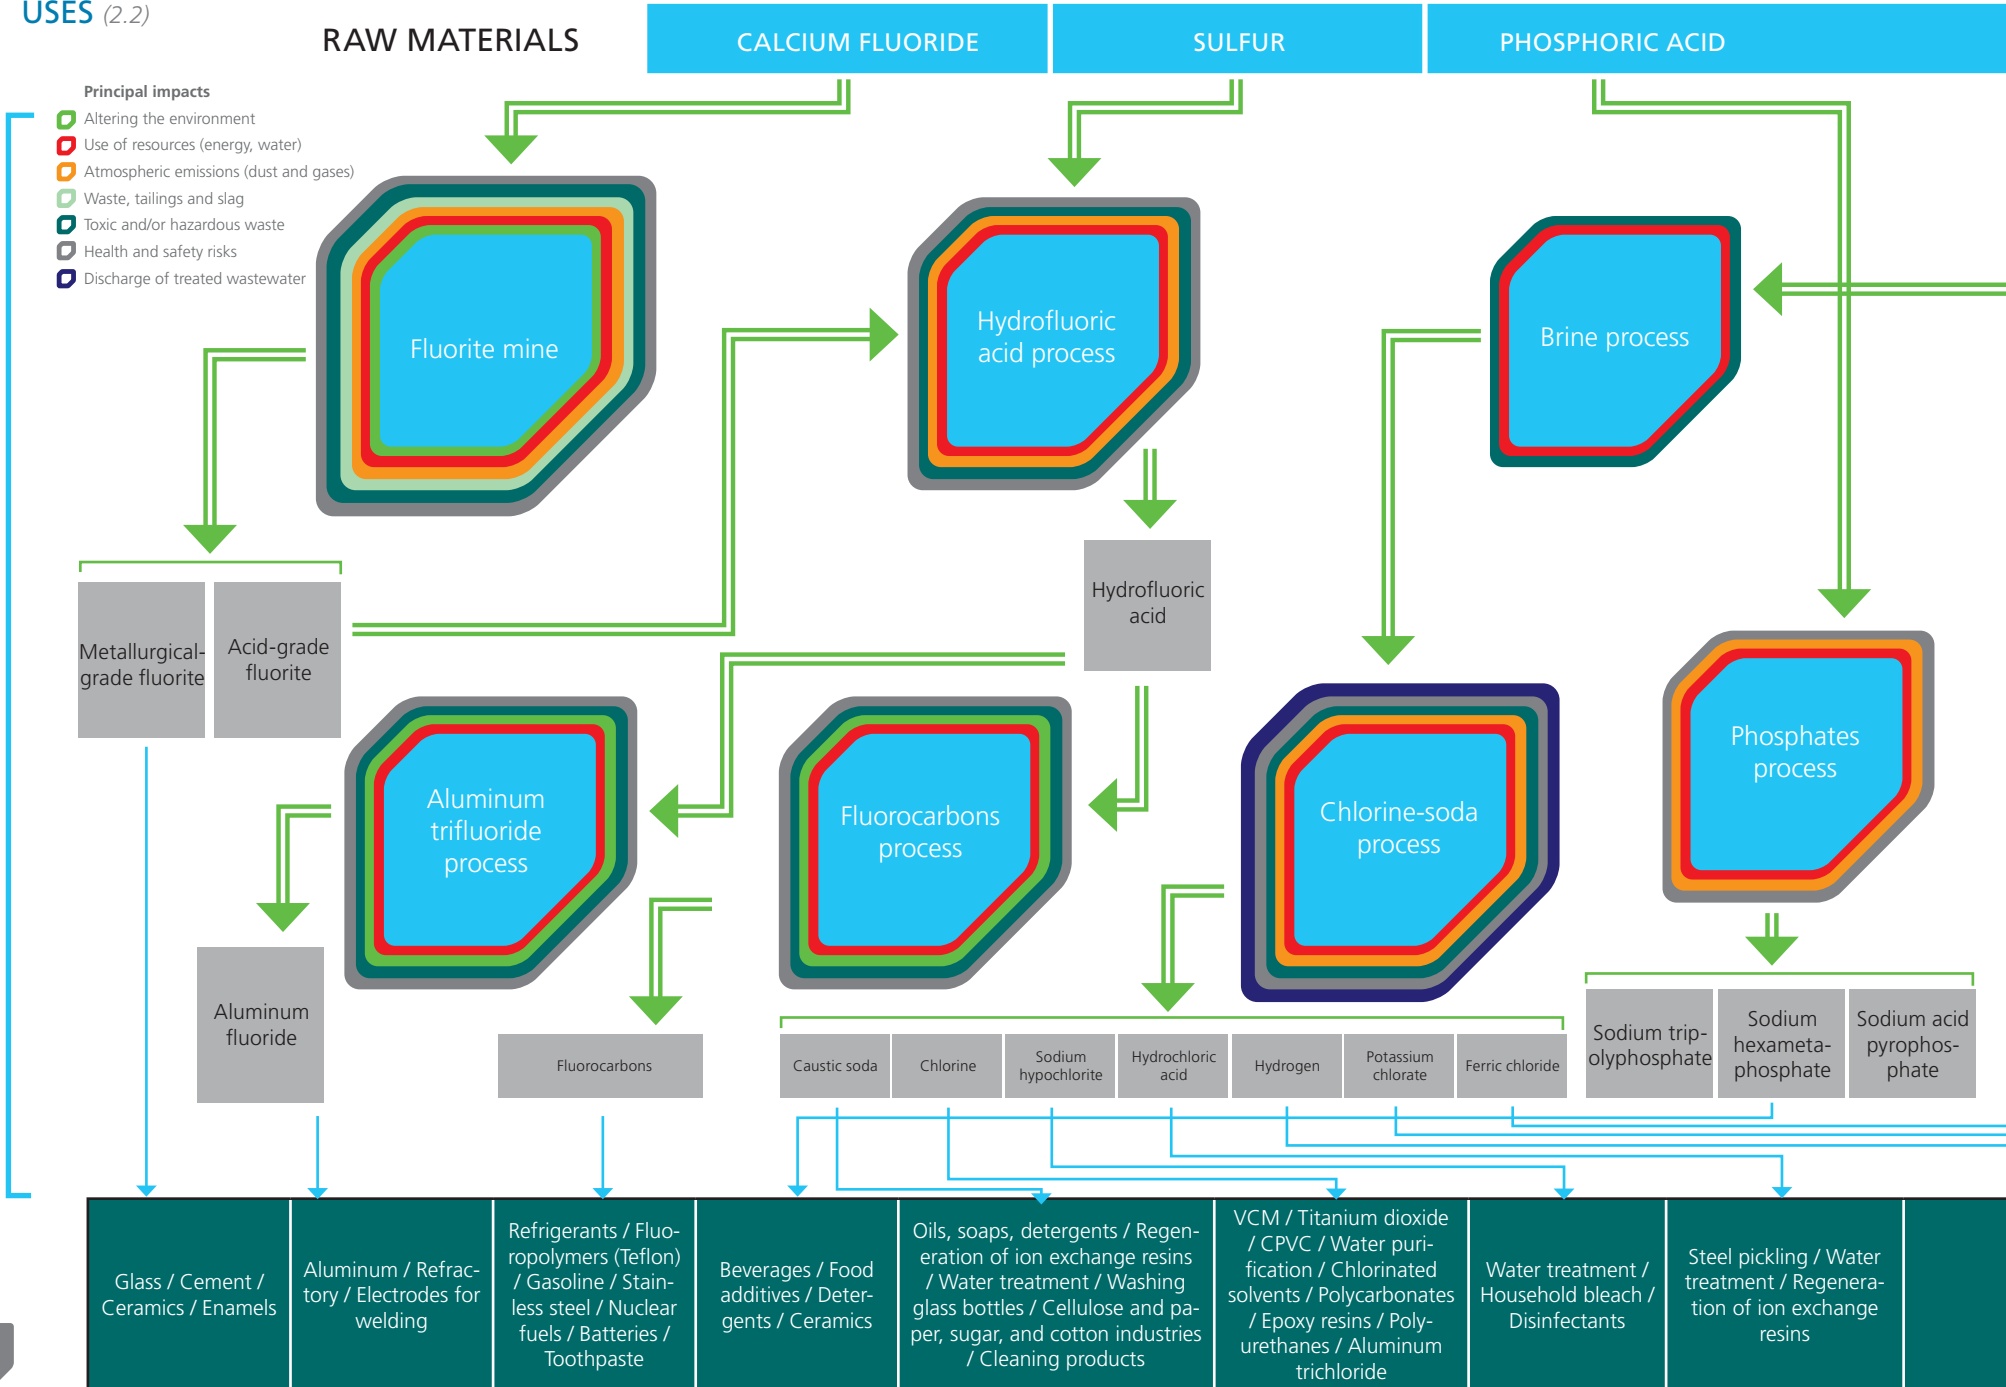 USES (2.2)
RAW MATERIALS
CALCIUM FLUORIDE
SULFUR
PHOSPHORIC ACID
Principal impacts
Altering the environment
Use of resources (energy, water)
Atmospheric emissions (dust and gases)
Waste, tailings and slag
Toxic and/or hazardous waste
Health and safety risks
Discharge of treated wastewater
Fluorite mine
Hydrofluoric
acid process
Brine process
Metallurgical-
grade fluorite
Acid-grade
fluorite
Hydrofluoric
acid
Aluminum
trifluoride
process
Fluorocarbons
process
Chlorine-soda
process
Phosphates
process
Aluminum
fluoride
Fluorocarbons
Caustic soda
Chlorine
Sodium
hypochlorite
Hydrochloric
acid
Hydrogen
Potassium
chlorate
Ferric chloride
Sodium trip-
olyphosphate
Sodium
hexameta-
phosphate
Sodium acid
pyrophos-
phate
Glass / Cement /
Ceramics / Enamels
Aluminum / Refrac-
tory / Electrodes for
welding
Refrigerants / Fluo-
ropolymers (Teflon)
/ Gasoline / Stain-
less steel / Nuclear
fuels / Batteries /
Toothpaste
Beverages / Food
additives / Deter-
gents / Ceramics
Oils, soaps, detergents / Regen-
eration of ion exchange resins
/ Water treatment / Washing
glass bottles / Cellulose and pa-
per, sugar, and cotton industries
/ Cleaning products
VCM / Titanium dioxide
/ CPVC / Water puri-
fication / Chlorinated
solvents / Polycarbonates
/ Epoxy resins / Poly-
urethanes / Aluminum
trichloride
Water treatment /
Household bleach /
Disinfectants
Steel pickling / Water
treatment / Regenera-
tion of ion exchange
resins